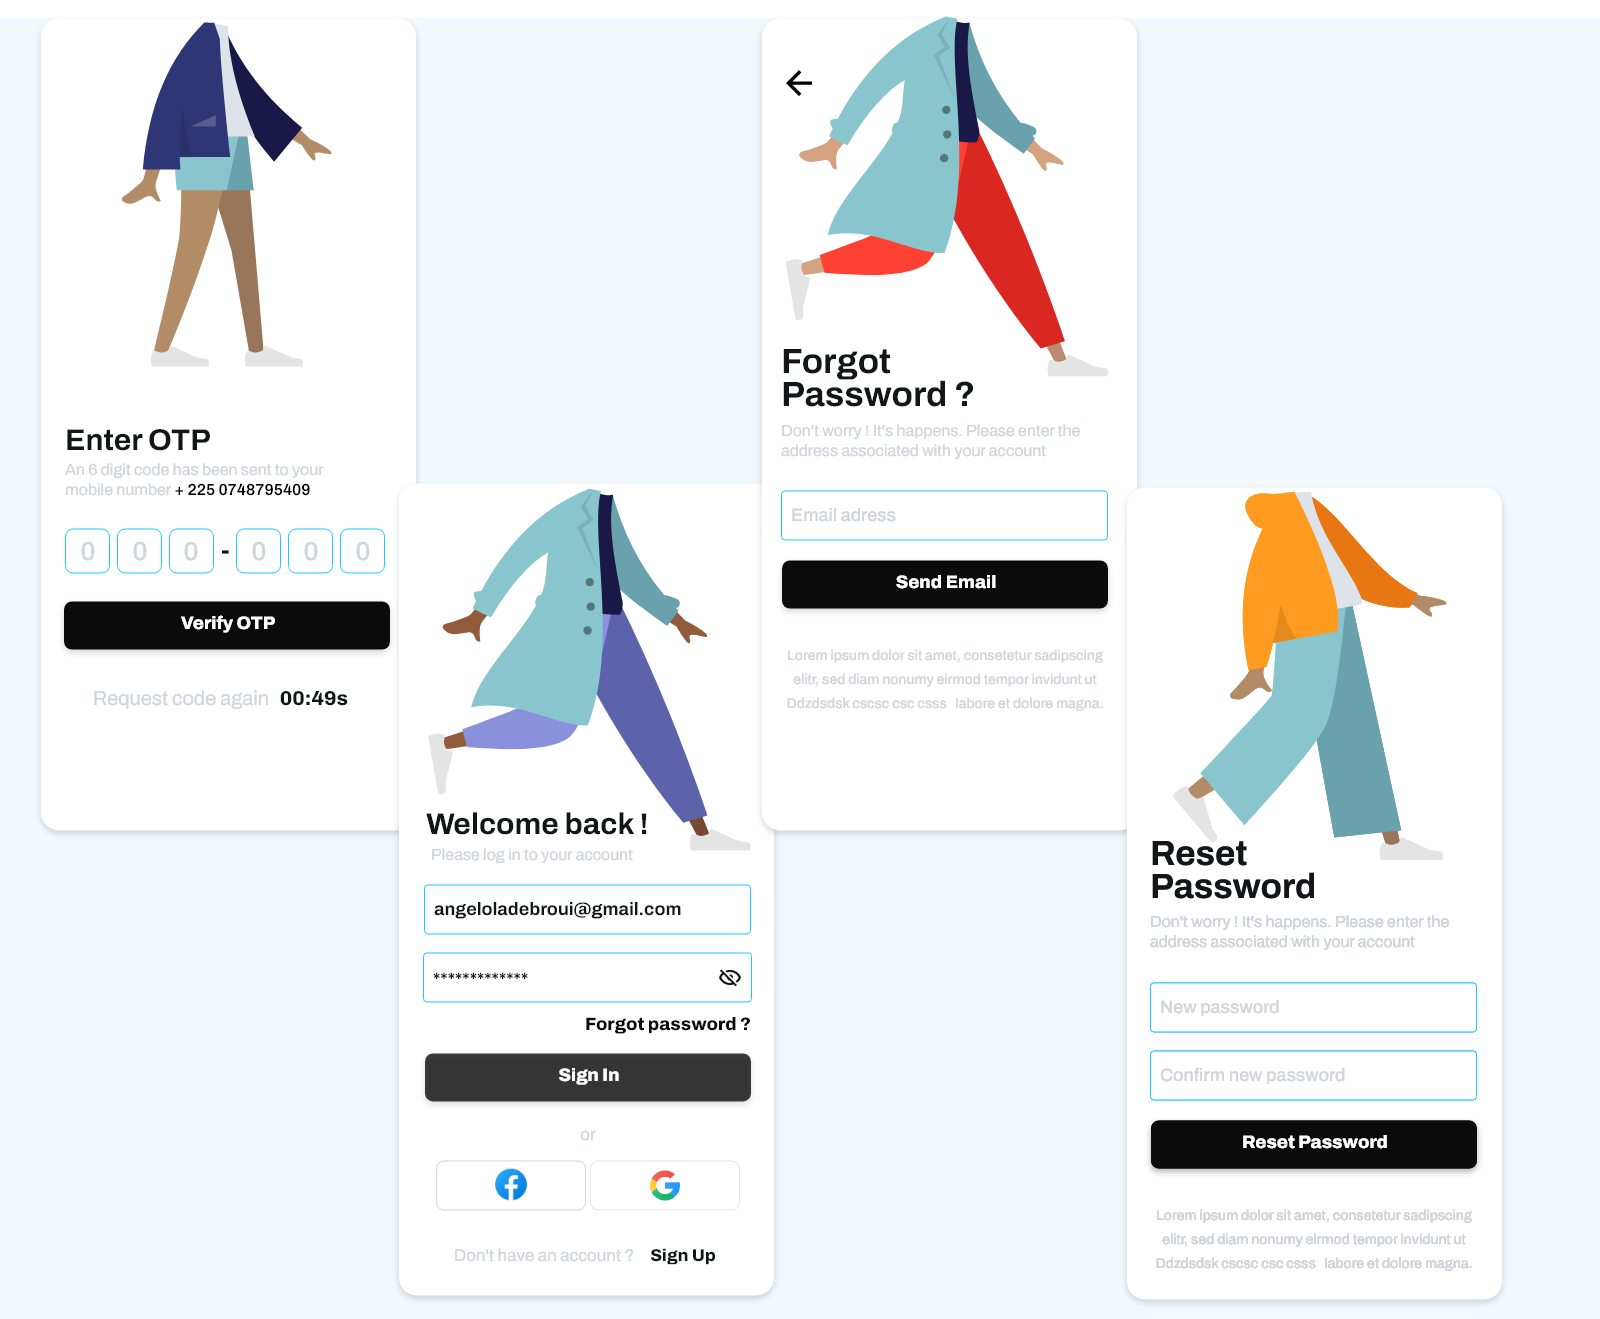 Enter OTP
An 6 digit code has been sent to your
mobile number + 225 0748795409
0 0 0 - 0 0 0
Verify OTP
Request code again 00:49s
Welcome back !
Please log in to your account
angeloladebroui@gmail.com
*************
Forgot password ?
Sign In
or
Don't have an account ? Sign Up
Forgot
Password ?
Don't worry ! It's happens. Please enter the
address associated with your account
Email adress
Send Email
Lorem ipsum dolor sit amet, consetetur sadipscing
elitr, sed diam nonumy eirmod tempor invidunt ut
Ddzdsdsk cscsc csc csss labore et dolore magna.
Reset
Password
Don't worry ! It's happens. Please enter the
address associated with your account
New password
Confirm new password
Reset Password
Lorem ipsum dolor sit amet, consetetur sadipscing
elitr, sed diam nonumy eirmod tempor invidunt ut
Ddzdsdsk cscsc csc csss labore et dolore magna.